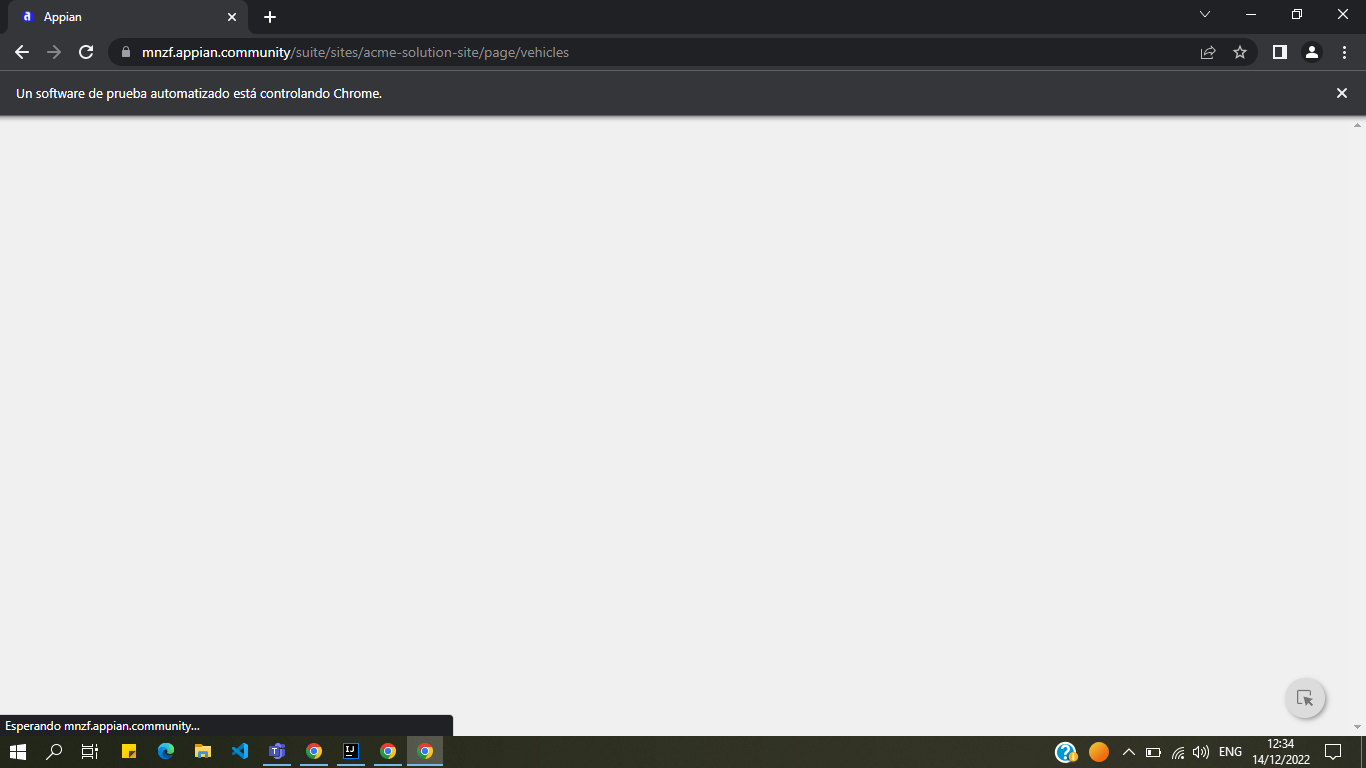 Appian
mnzf.appian.community/suite/sites/acme-solution-site/page/vehicles
Un software de prueba automatizado está controlando Chrome.
Esperando mnzf.appian.community...
ENG
12:34
14/12/2022